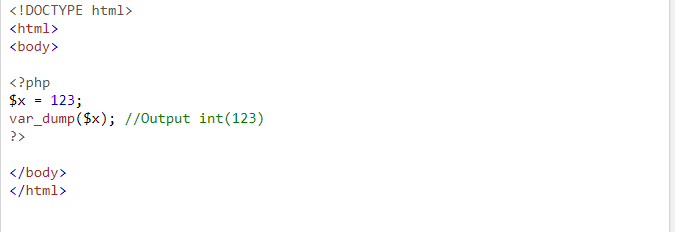 <!DOCTYPE html>
<html>
<body>
<?php
$x = 123;
var_dump($x); //Output int(123)
?>
</body>
</html>